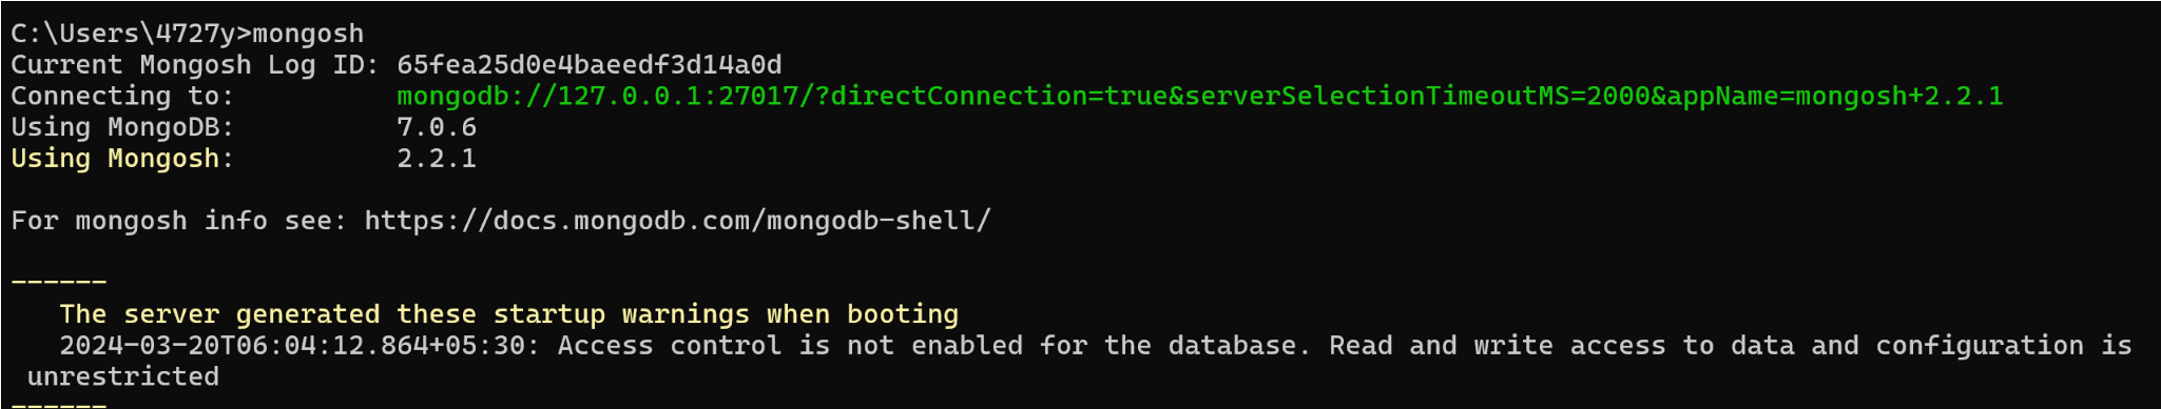 C:\Users\4727y>mongosh
Current Mongosh Log ID: 65fea25d0e4baeedf3d14a0d
Connecting to: mongodb://127.0.0.1:27017/?directConnection=true&serverSelectionTimeoutMS=2000&appName=mongosh+2.2.1
Using MongoDB: 7.0.6
Using Mongosh: 2.2.1
For mongosh info see: https://docs.mongodb.com/mongodb-shell/
------
The server generated these startup warnings when booting
2024-03-20T06:04:12.864+05:30: Access control is not enabled for the database. Read and write access to data and configuration is
unrestricted
------